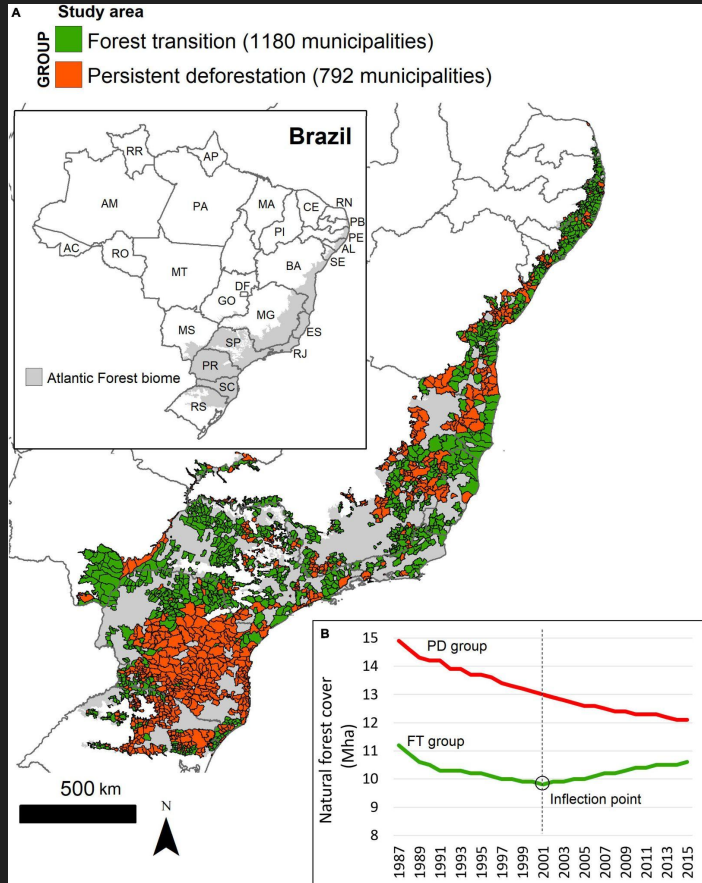 A
Study area
GROUP
Forest transition (1180 municipalities)
Persistent deforestation (792 municipalities)
Brazil
RR
AP
AM
PA
MA
CE
RN
PB
PI
PE
AL
AC
RO
SE
BA
MT
DF
GO
MG
MS
ES
SP
RJ
PR
Atlantic Forest biome
SC
RS
500 km
N
B
Natural forest cover
(Mha)
15
14
13
12
11
10
9
8
PD group
FT group
Inflection point
1987
1989
1991
1993
1995
1997
1999
2001
2003
2005
2007
2009
2011
2013
2015